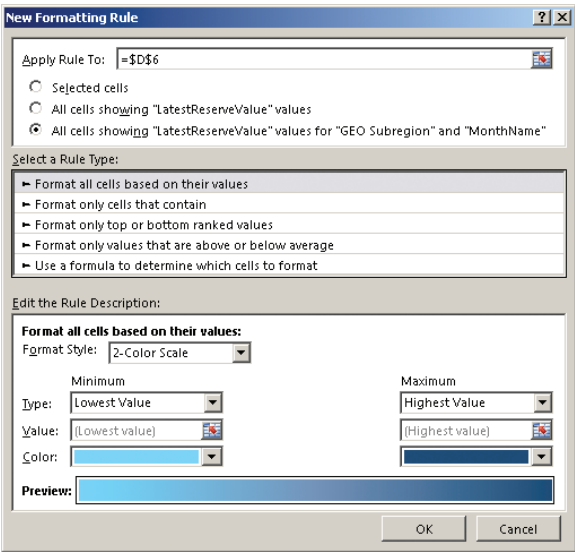 New Formatting Rule
Apply Rule To: =$D$6
Selected cells
All cells showing "LatestReserveValue" values
All cells showing "LatestReserveValue" values for "GEO Subregion" and "MonthName"
Select a Rule Type:
► Format all cells based on their values
► Format only cells that contain
► Format only top or bottom ranked values
► Format only values that are above or below average
► Use a formula to determine which cells to format
Edit the Rule Description:
Format all cells based on their values:
Format Style: 2-Color Scale
Minimum Maximum
Type: Lowest Value Highest Value
Value: (Lowest value) (Highest value)
Color:
Preview:
OK Cancel